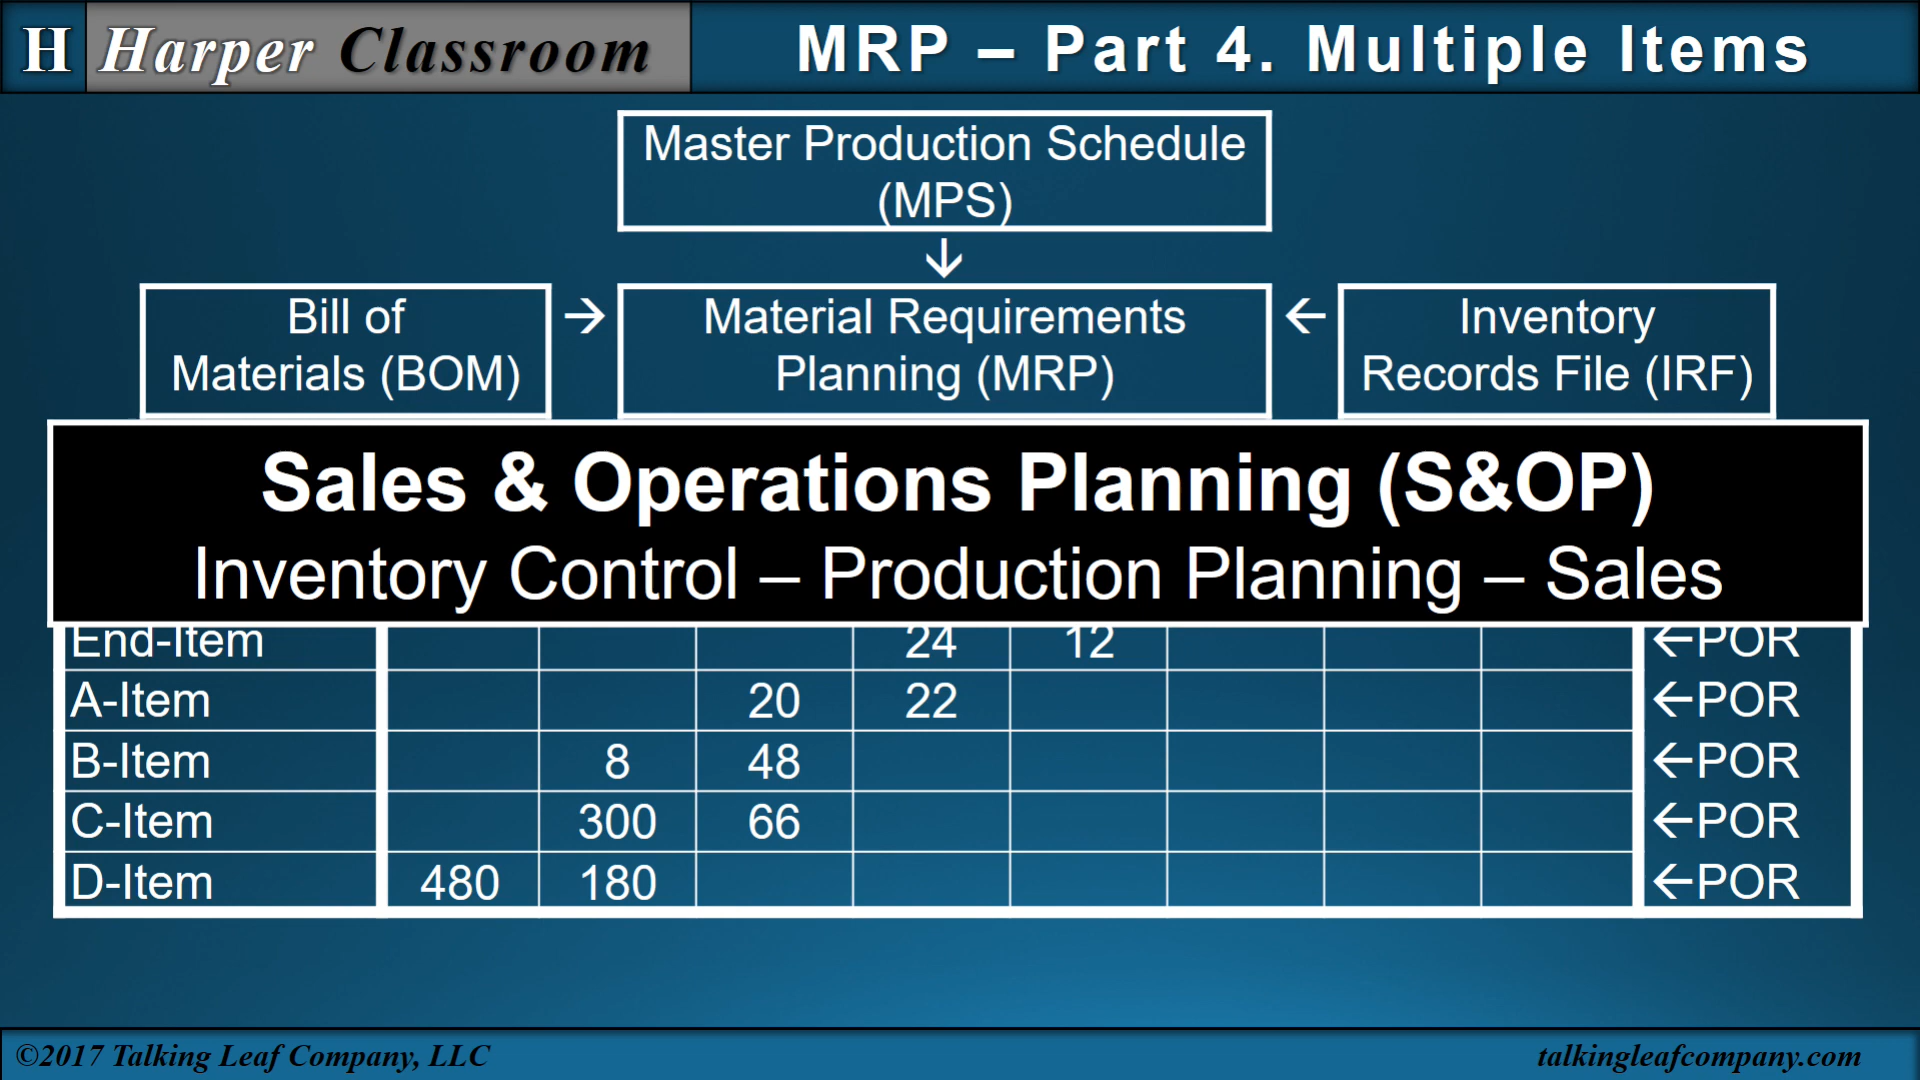 H Harper Classroom
MRP – Part 4. Multiple Items
Master Production Schedule
(MPS)
↓
Bill of
Materials (BOM)
→
Material Requirements
Planning (MRP)
←
Inventory
Records File (IRF)
Sales & Operations Planning (S&OP)
Inventory Control – Production Planning – Sales
End-Item 24 12 ←POR
A-Item 20 22 ←POR
B-Item 8 48 ←POR
C-Item 300 66 ←POR
D-Item 480 180 ←POR
©2017 Talking Leaf Company, LLC
talkingleafcompany.com